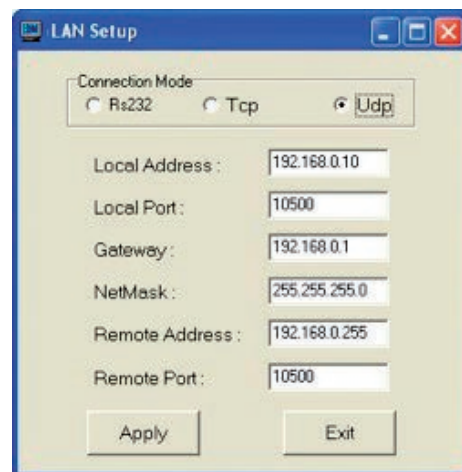 LAN Setup
Connection Mode
Rs232 Tcp Udp
Local Address : 192.168.0.10
Local Port : 10500
Gateway : 192.168.0.1
NetMask : 255.255.255.0
Remote Address : 192.168.0.255
Remote Port : 10500
Apply Exit